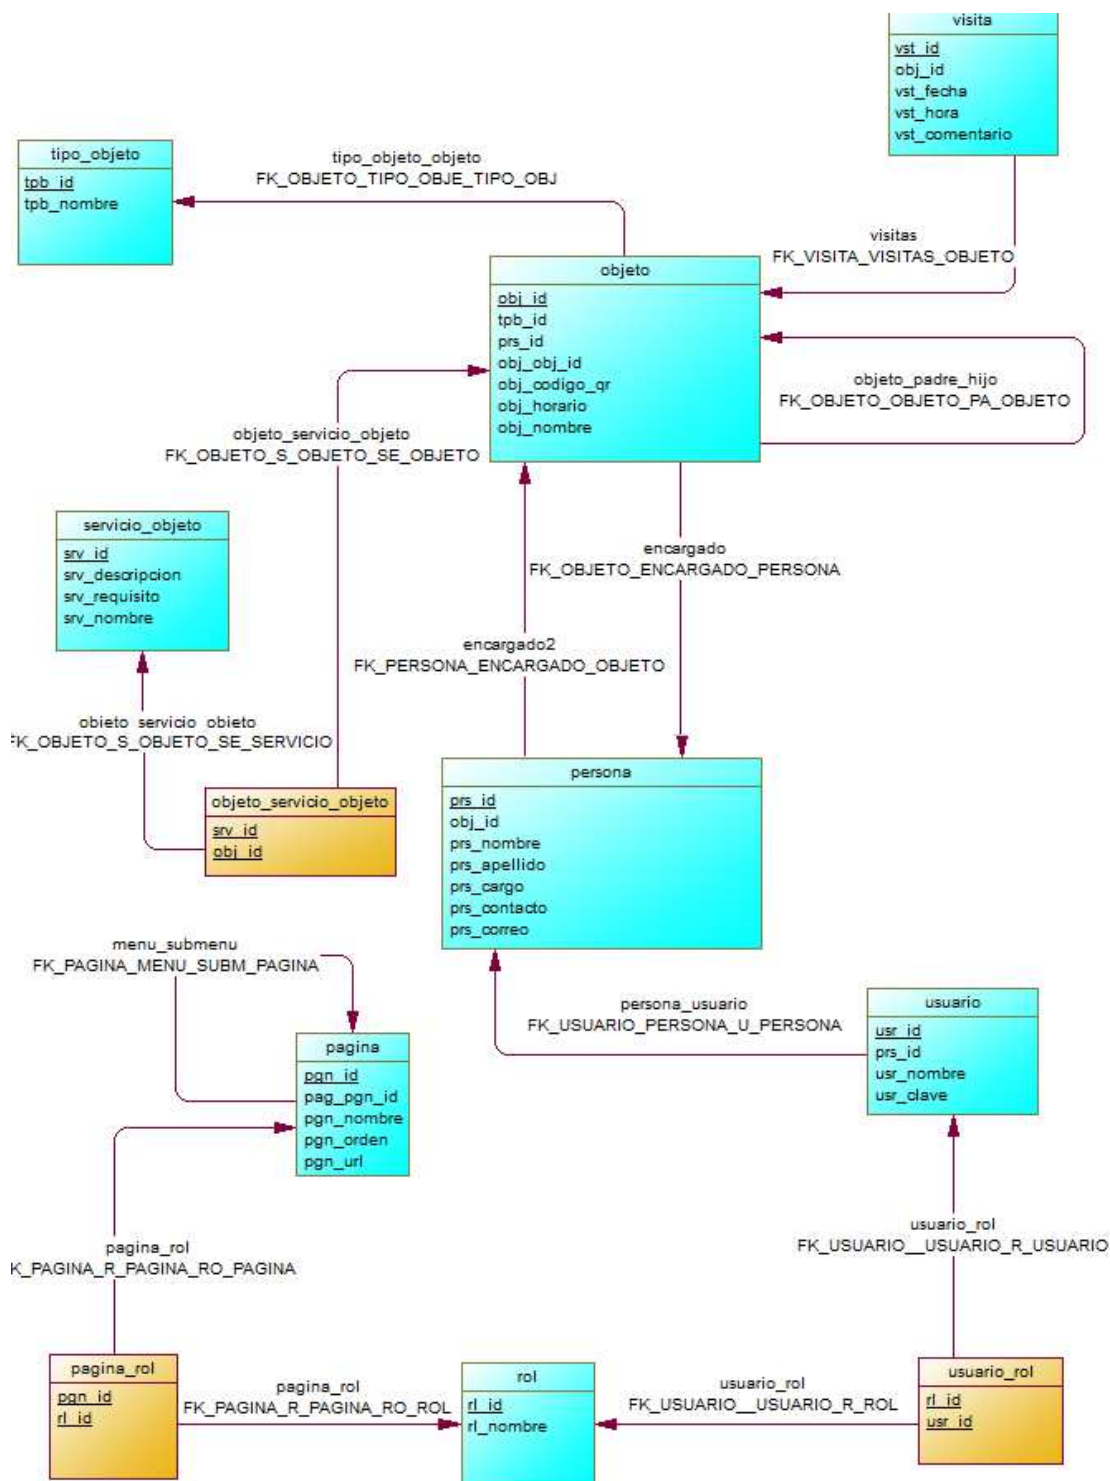 visita
vst_id
obj_id
vst_fecha
vst_hora
vst_comentario
tipo_objeto
tpb_id
tpb_nombre
tipo_objeto_objeto
FK_OBJETO_TIPO_OBJE_TIPO_OBJ
visitas
FK_VISITA_VISITAS_OBJETO
objeto
obj_id
tpb_id
prs_id
obj_obj_id
obj_codigo_qr
obj_horario
obj_nombre
objeto_padre_hijo
FK_OBJETO_OBJETO_PA_OBJETO
objeto_servicio_objeto
FK_OBJETO_S_OBJETO_SE_OBJETO
servicio_objeto
srv_id
srv_descripcion
srv_requisito
srv_nombre
encargado
FK_OBJETO_ENCARGADO_PERSONA
encargado2
FK_PERSONA_ENCARGADO_OBJETO
objeto_servicio_objeto
FK_OBJETO_S_OBJETO_SE_SERVICIO
objeto_servicio_objeto
srv_id
obj_id
persona
prs_id
obj_id
prs_nombre
prs_apellido
prs_cargo
prs_contacto
prs_correo
menu_submenu
FK_PAGINA_MENU_SUBM_PAGINA
persona_usuario
FK_USUARIO_PERSONA_U_PERSONA
usuario
usr_id
prs_id
usr_nombre
usr_clave
pagina
pgn_id
pag_pgn_id
pgn_nombre
pgn_orden
pgn_url
pagina_rol
K_PAGINA_R_PAGINA_RO_PAGINA
usuario_rol
FK_USUARIO__USUARIO_R_USUARIO
pagina_rol
pgn_id
rl_id
pagina_rol
FK_PAGINA_R_PAGINA_RO_ROL
rol
rl_id
rl_nombre
usuario_rol
FK_USUARIO__USUARIO_R_ROL
usuario_rol
rl_id
usr_id